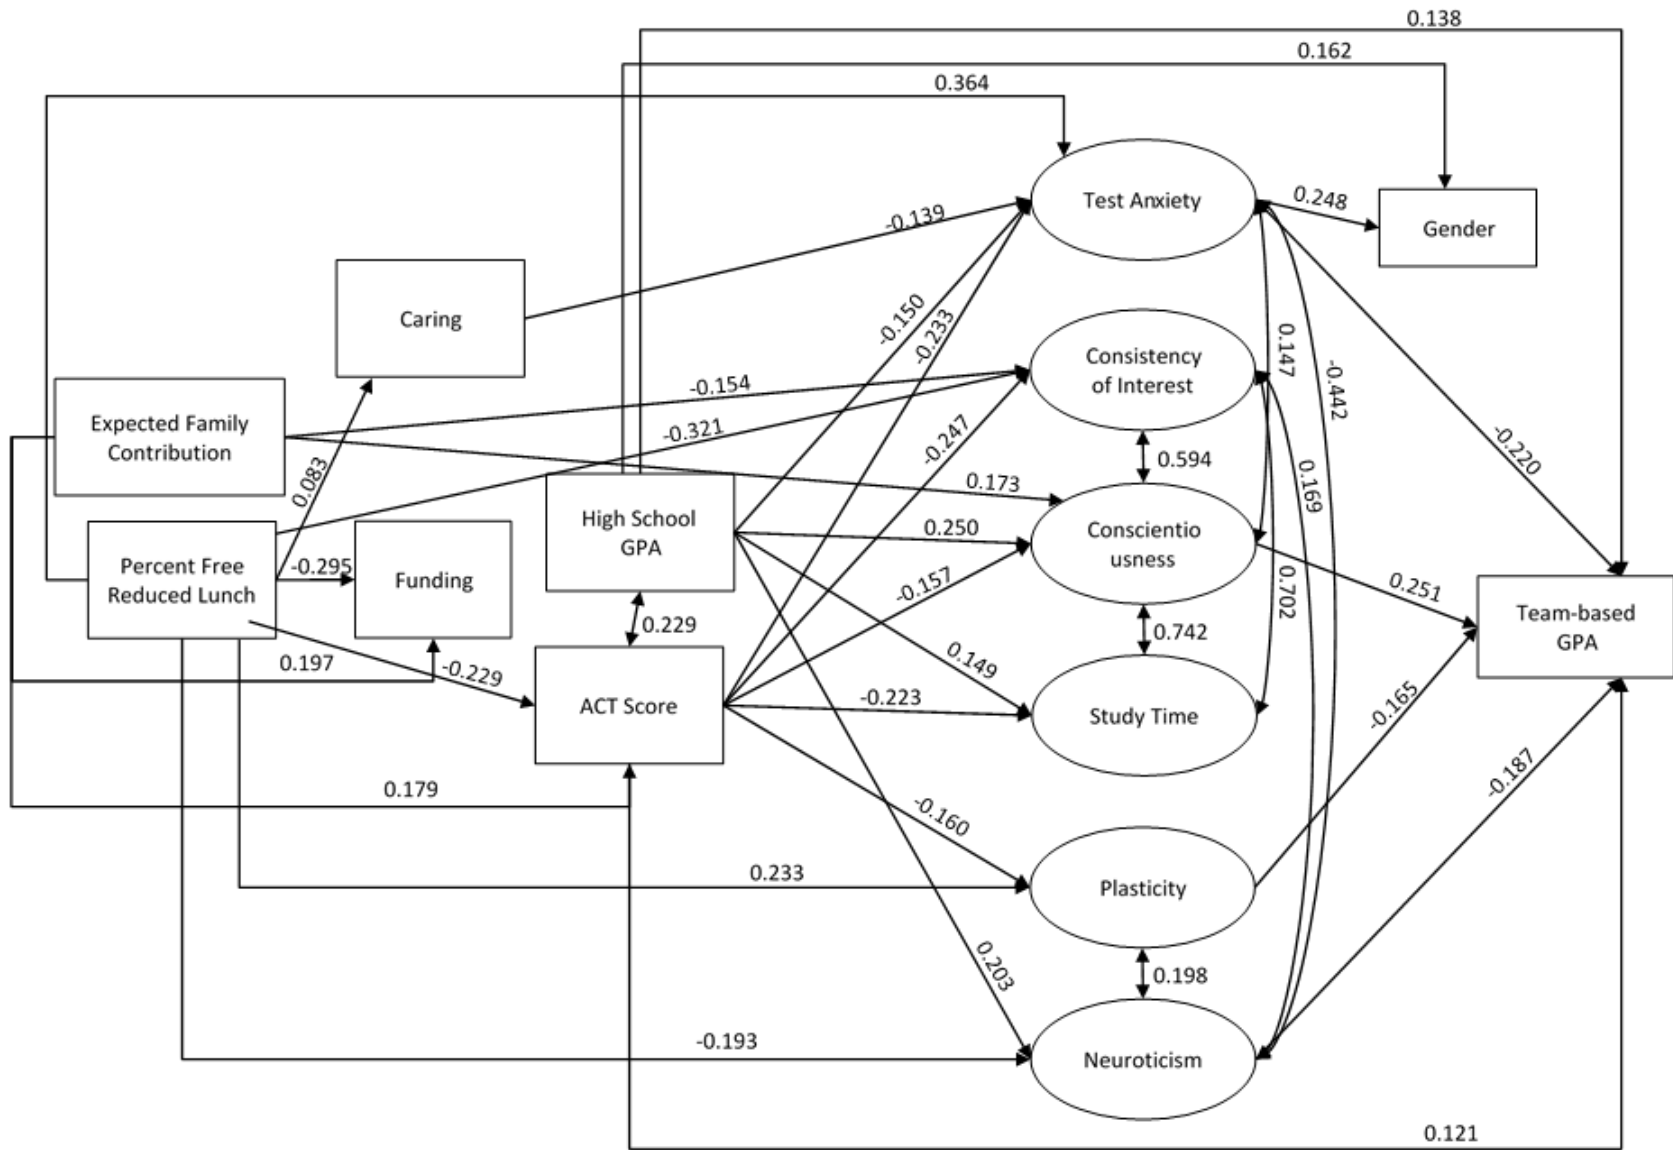 0.138
0.162
0.364
Test Anxiety
0.248
Gender
-0.139
Caring
-0.150
-0.233
Consistency
of Interest
0.147
-0.442
-0.154
Expected Family
Contribution
-0.321
-0.247
-0.220
0.083
0.594
0.169
0.173
High School
GPA
0.250
Conscientio
usness
Percent Free
Reduced Lunch
-0.295
Funding
-0.157
0.702
0.251
Team-based
GPA
0.229
0.742
0.197
-0.229
0.149
ACT Score
-0.223
Study Time
-0.165
0.179
-0.160
-0.187
0.233
Plasticity
0.203
0.198
-0.193
Neuroticism
0.121